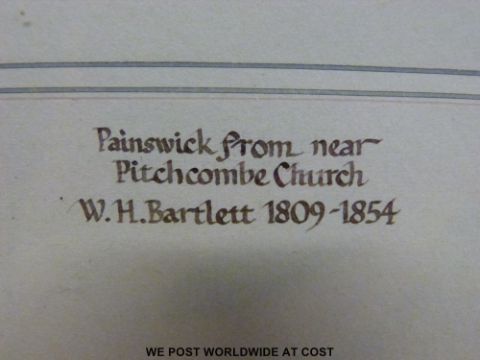 Painswick from near
Pitchcombe Church
W.H.Bartlett 1809-1854
WE POST WORLDWIDE AT COST